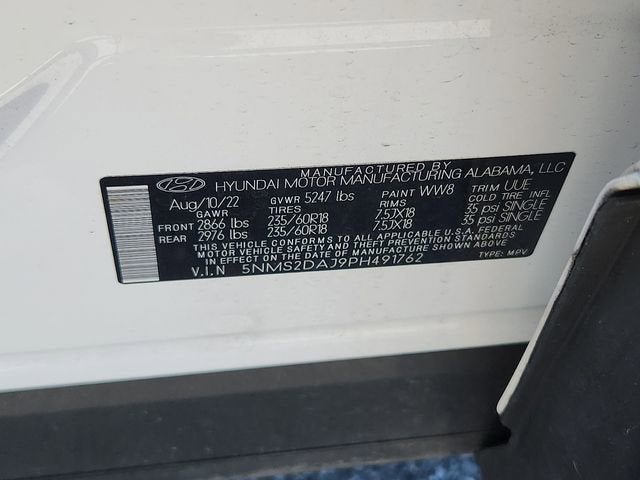 MANUFACTURED BY
HYUNDAI MOTOR MANUFACTURING ALABAMA, LLC
Aug/10/22 GVWR 5247 lbs PAINT WW8 TRIM UUE
GAWR TIRES RIMS COLD TIRE INFL
FRONT 2866 lbs 235/60R18 7.5JX18 35 psi SINGLE
REAR 2976 lbs 235/60R18 7.5JX18 35 psi SINGLE
THIS VEHICLE CONFORMS TO ALL APPLICABLE U.S.A. FEDERAL
MOTOR VEHICLE SAFETY AND THEFT PREVENTION STANDARDS
IN EFFECT ON THE DATE OF MANUFACTURE SHOWN ABOVE
V.I.N 5NMS2DAJ9PH491762 TYPE: MPV